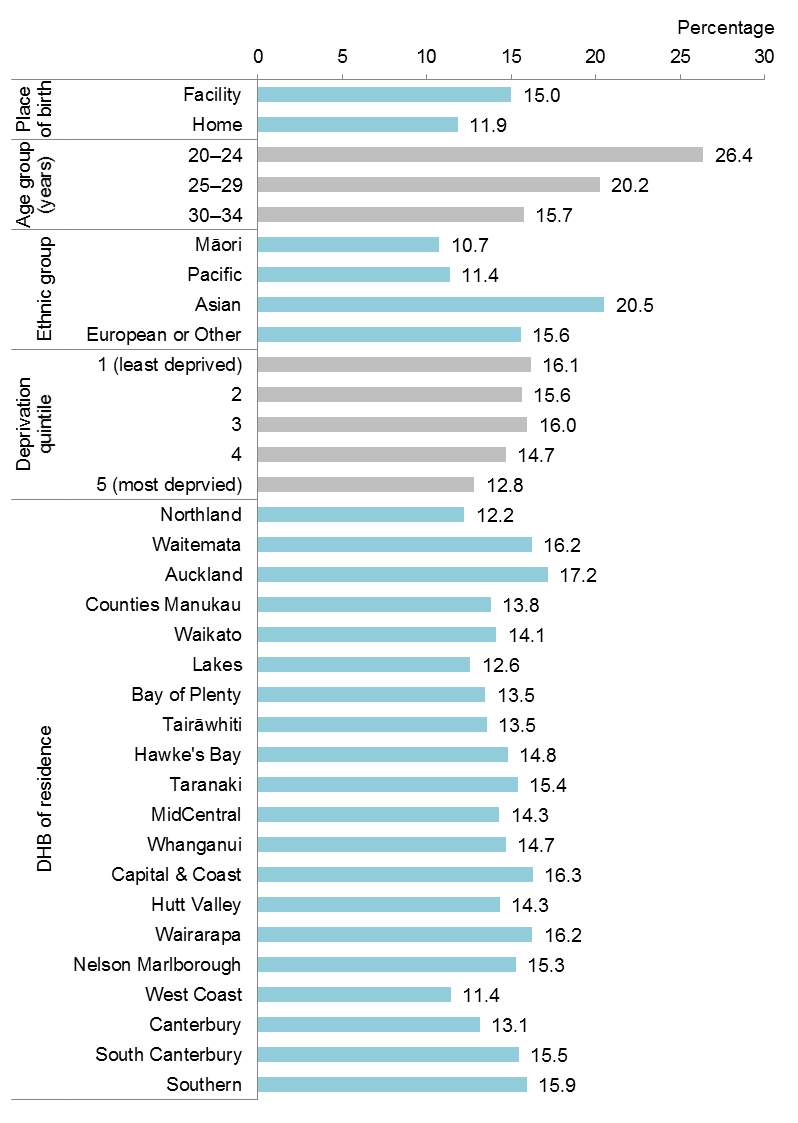 Percentage
0 5 10 15 20 25 30
Place
of birth
Facility 15.0
Home 11.9
Age group
(years)
20–24 26.4
25–29 20.2
30–34 15.7
Ethnic group
Māori 10.7
Pacific 11.4
Asian 20.5
European or Other 15.6
Deprivation
quintile
1 (least deprived) 16.1
2 15.6
3 16.0
4 14.7
5 (most deprvied) 12.8
DHB of residence
Northland 12.2
Waitemata 16.2
Auckland 17.2
Counties Manukau 13.8
Waikato 14.1
Lakes 12.6
Bay of Plenty 13.5
Tairāwhiti 13.5
Hawke's Bay 14.8
Taranaki 15.4
MidCentral 14.3
Whanganui 14.7
Capital & Coast 16.3
Hutt Valley 14.3
Wairarapa 16.2
Nelson Marlborough 15.3
West Coast 11.4
Canterbury 13.1
South Canterbury 15.5
Southern 15.9